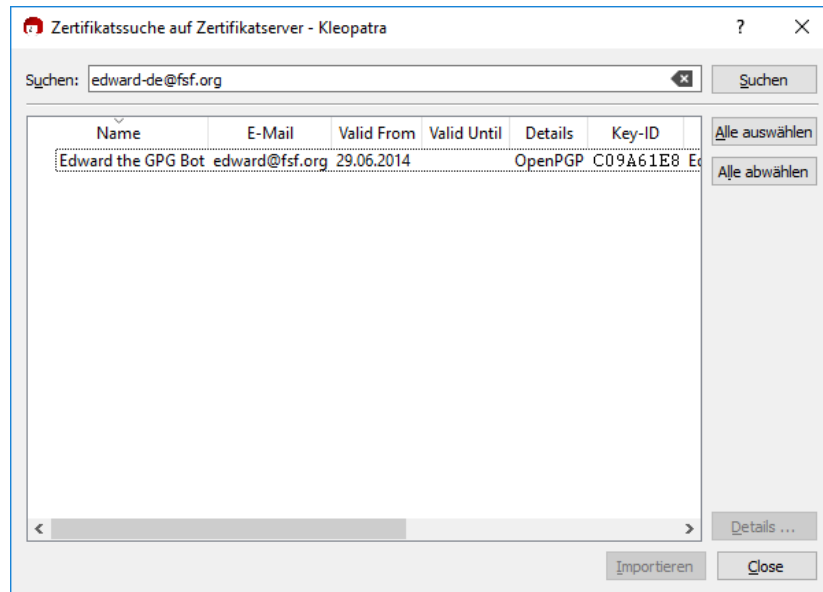 Zertifikatssuche auf Zertifikatserver - Kleopatra
Suchen: edward-de@fsf.org Suchen
Name E-Mail Valid From Valid Until Details Key-ID Alle auswählen
Edward the GPG Bot edward@fsf.org 29.06.2014 OpenPGP C09A61E8
Alle abwählen
Details ...
Importieren Close